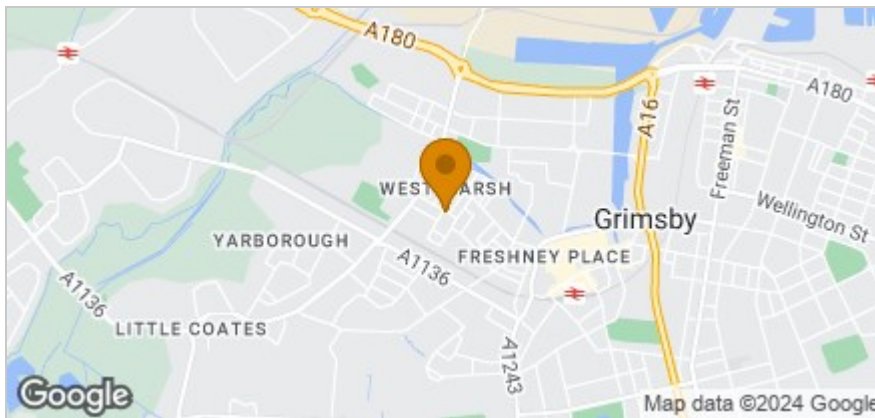 A180
A180
A16
Freeman St
WEST MARSH
Wellington St
Grimsby
YARBOROUGH
FRESHNEY PLACE
A1136
A1136
LITTLE COATES
A1243
Google
Map data ©2024 Google